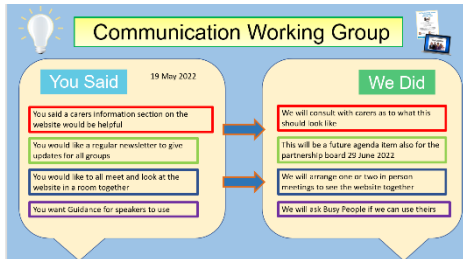 Communication Working Group
You Said
19 May 2022
We Did
You said a carers information section on the
website would be helpful
We will consult with carers as to what this
should look like
You would like a regular newsletter to give
updates for all groups
This will be a future agenda item also for the
partnership board 29 June 2022
You would like to all meet and look at the
website in a room together
We will arrange one or two in person
meetings to see the website together
You want Guidance for speakers to use
We will ask Busy People if we can use theirs